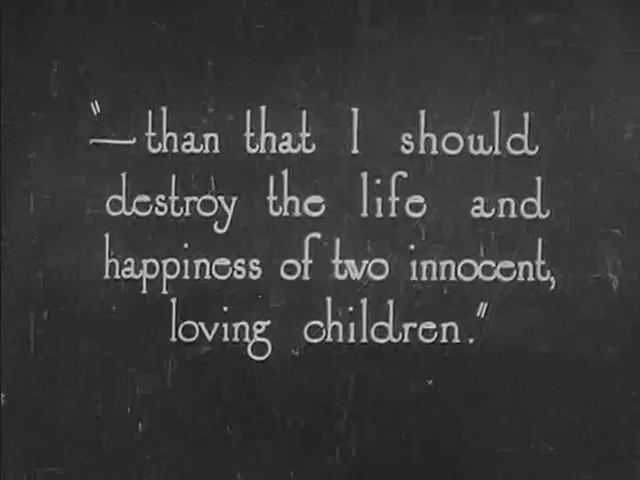 "—than that I should
destroy the life and
happiness of two innocent,
loving children."